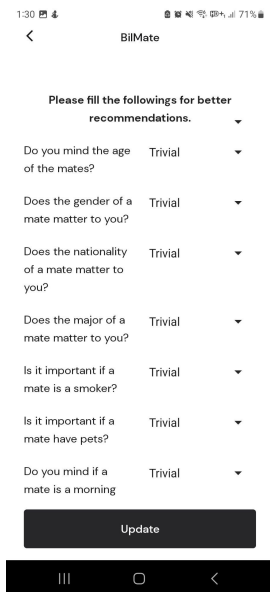 1:30 71%
BilMate
Please fill the followings for better
recommendations.
Do you mind the age
of the mates?
Trivial
Does the gender of a
mate matter to you?
Trivial
Does the nationality
of a mate matter to
you?
Trivial
Does the major of a
mate matter to you?
Trivial
Is it important if a
mate is a smoker?
Trivial
Is it important if a
mate have pets?
Trivial
Do you mind if a
mate is a morning
Trivial
Update